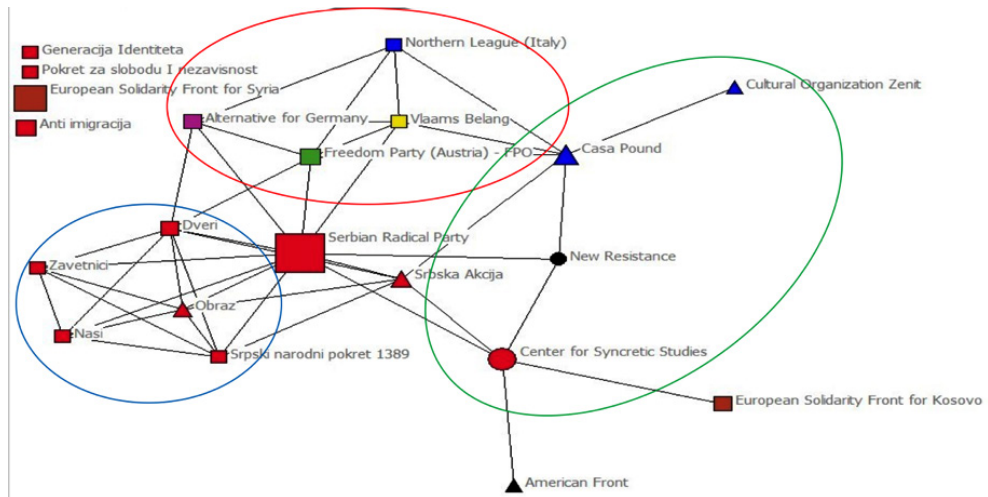 Generacija Identiteta
Pokret za slobodu I nezavisnost
European Solidarity Front for Syria
Anti imigracija
Northern League (Italy)
Cultural Organization Zenit
Alternative for Germany
Vlaams Belang
Freedom Party (Austria) - FPO
Casa Pound
Dveri
Serbian Radical Party
Zavetnici
Srbska Akcija
New Resistance
Obraz
Nasi
Srpski narodni pokret 1389
Center for Syncretic Studies
European Solidarity Front for Kosovo
American Front